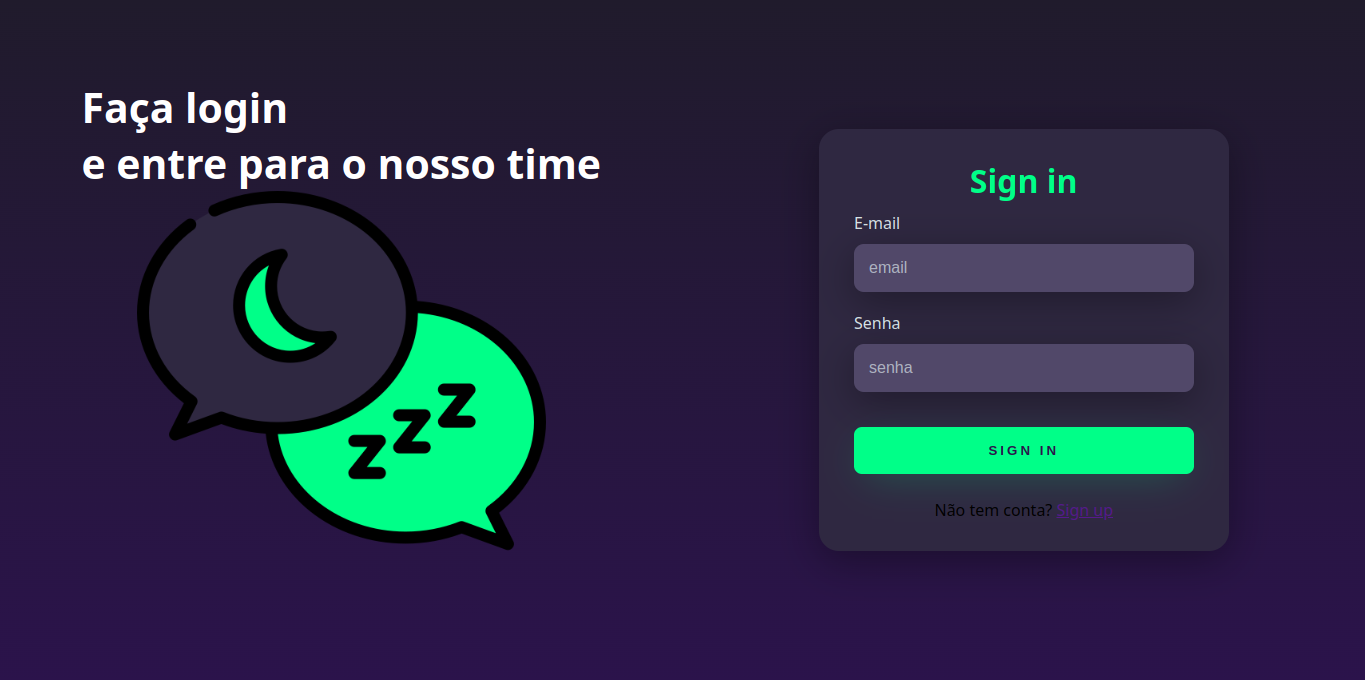 Faça login
e entre para o nosso time
z z z
Sign in
E-mail
email
Senha
senha
SIGN IN
Não tem conta? Sign up